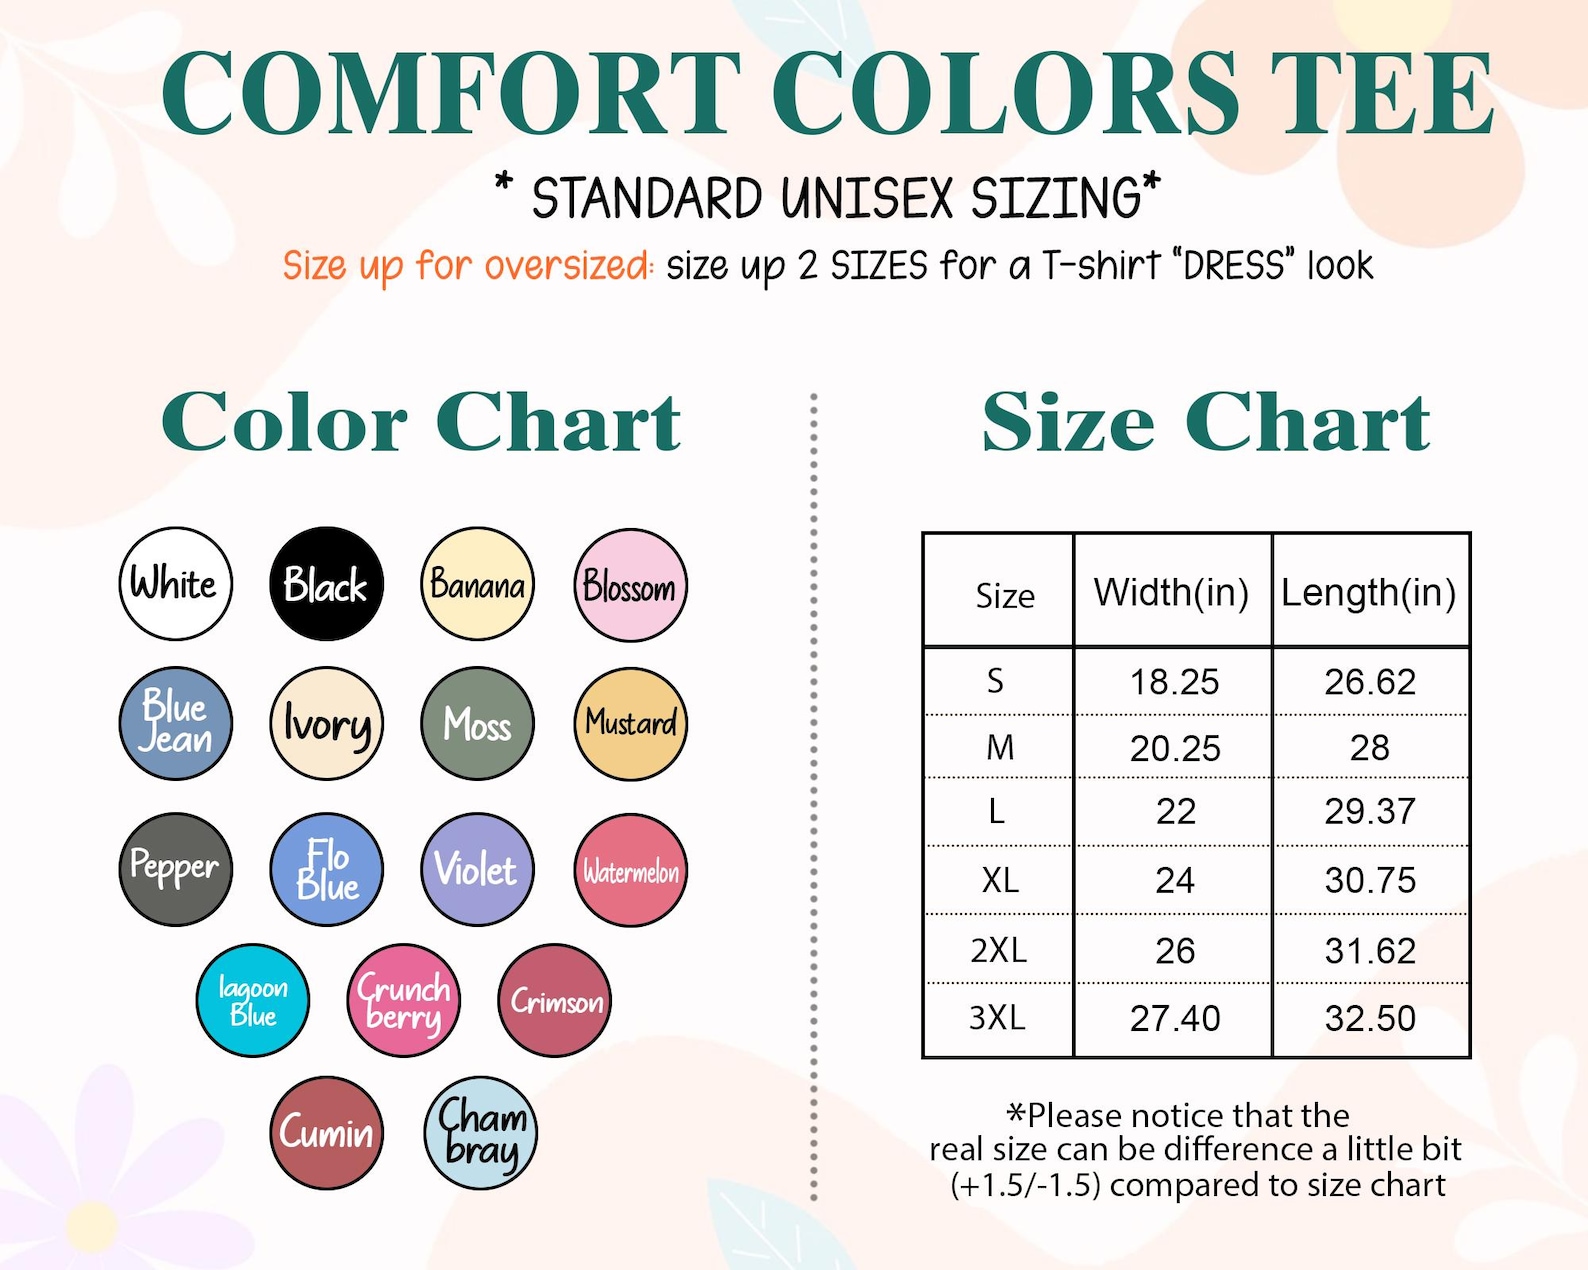 COMFORT COLORS TEE
* STANDARD UNISEX SIZING*
Size up for oversized: size up 2 SIZES for a T-shirt “DRESS” look
Color Chart
White Black Banana Blossom
Blue Jean Ivory Moss Mustard
Pepper Flo Blue Violet Watermelon
lagoon Blue Crunch berry Crimson
Cumin Cham bray
Size Chart
Size Width(in) Length(in)
S 18.25 26.62
M 20.25 28
L 22 29.37
XL 24 30.75
2XL 26 31.62
3XL 27.40 32.50
*Please notice that the
real size can be difference a little bit
(+1.5/-1.5) compared to size chart